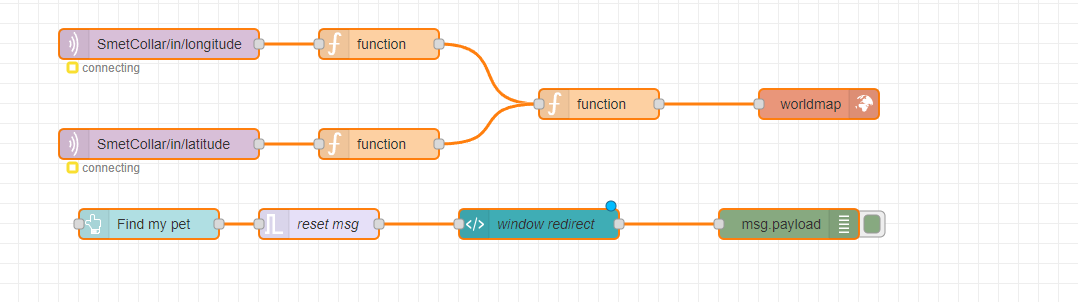 SmetCollar/in/longitude
function
connecting
function
worldmap
SmetCollar/in/latitude
function
connecting
Find my pet
reset msg
window redirect
msg.payload